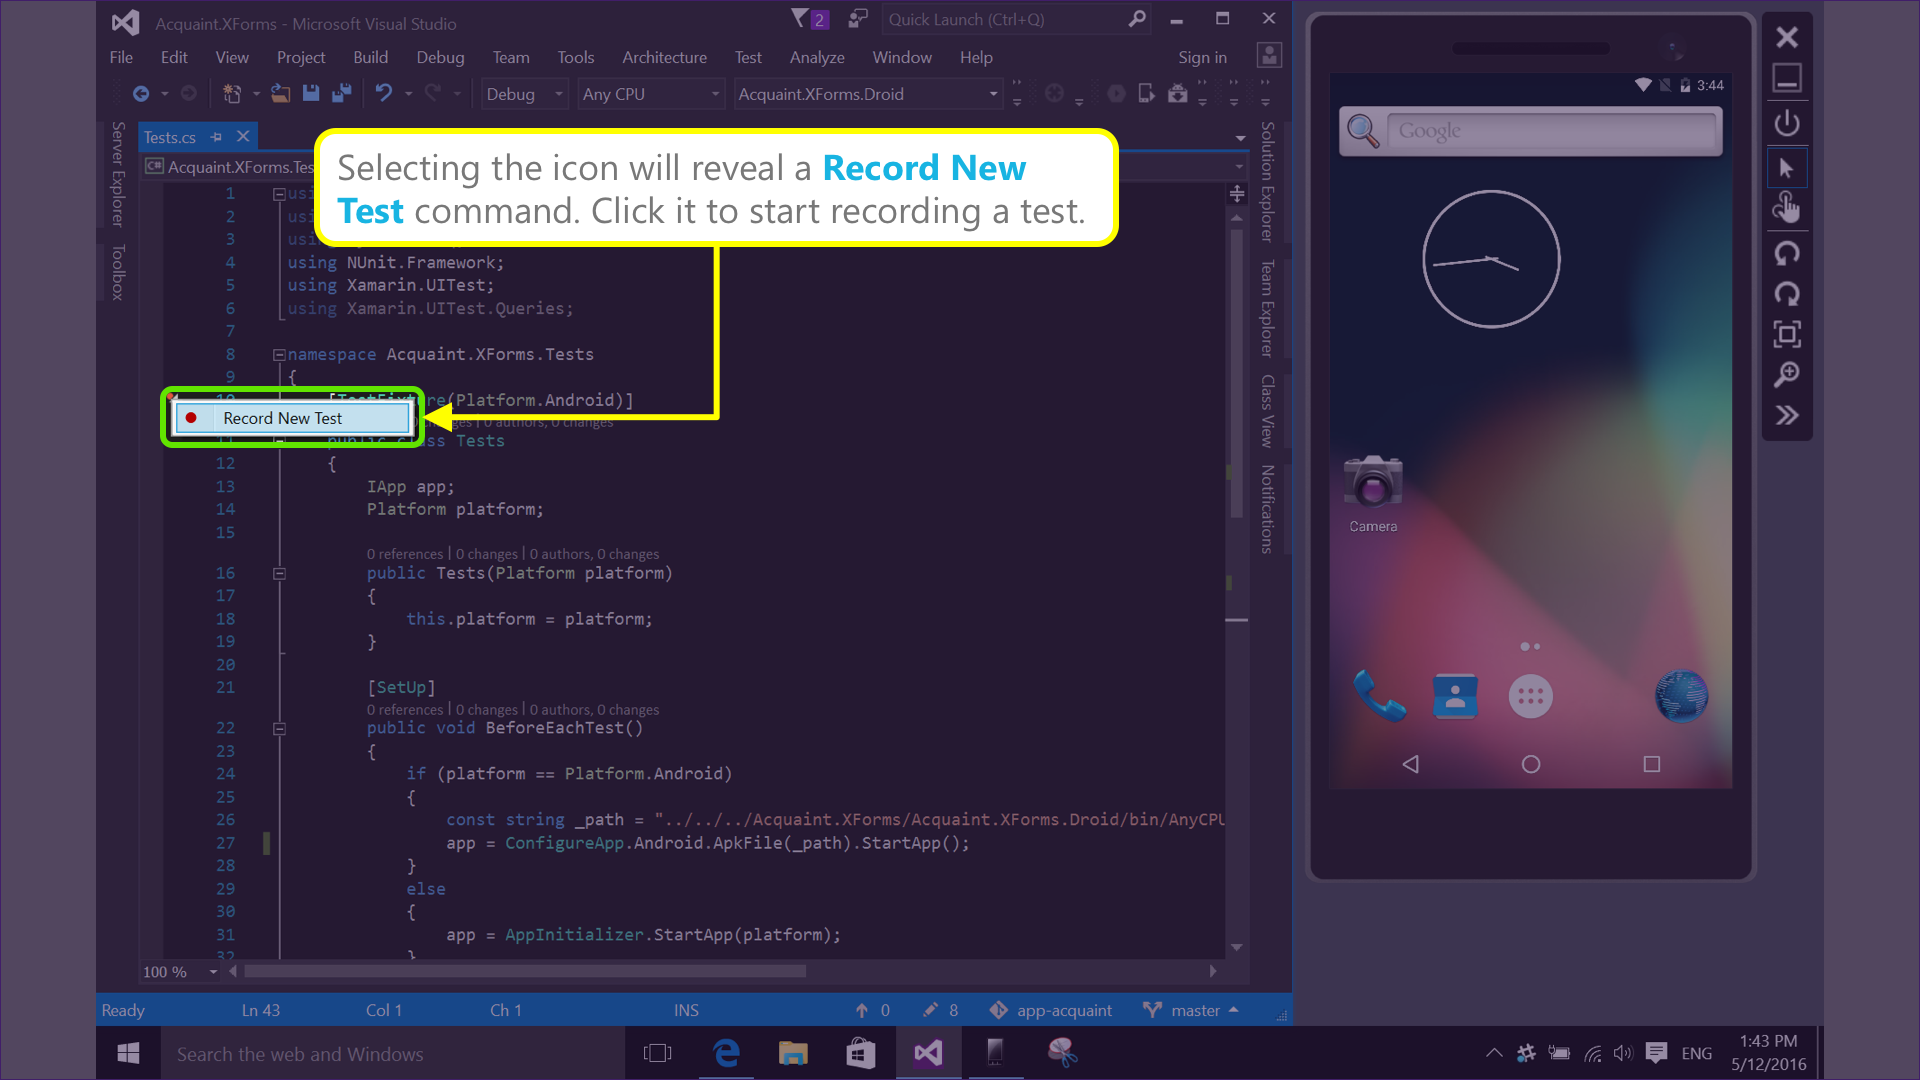 Acquaint.XForms - Microsoft Visual Studio
2
Quick Launch (Ctrl+Q)
File Edit View Project Build Debug Team Tools Architecture Test Analyze Window Help Sign in
Debug Any CPU Acquaint.XForms.Droid
Server Explorer
Toolbox
Tests.cs
C# Acquaint.XForms.Tes
Selecting the icon will reveal a Record New
Test command. Click it to start recording a test.
1 usi
2 usi
3 usi
4 using NUnit.Framework;
5 using Xamarin.UITest;
6 using Xamarin.UITest.Queries;
7
8 namespace Acquaint.XForms.Tests
9 {
10 [TestFixture(Platform.Android)]
Record New Test
0 authors, 0 changes
11 public class Tests
12 {
13 IApp app;
14 Platform platform;
15
0 references | 0 changes | 0 authors, 0 changes
16 public Tests(Platform platform)
17 {
18 this.platform = platform;
19 }
20
21 [SetUp]
0 references | 0 changes | 0 authors, 0 changes
22 public void BeforeEachTest()
23 {
24 if (platform == Platform.Android)
25 {
26 const string _path = "../../../Acquaint.XForms/Acquaint.XForms.Droid/bin/AnyCPU
27 app = ConfigureApp.Android.ApkFile(_path).StartApp();
28 }
29 else
30 {
31 app = AppInitializer.StartApp(platform);
32 }
100 %
Solution Explorer
Team Explorer
Class View
Notifications
Ready Ln 43 Col 1 Ch 1 INS 0 8 app-acquaint master
3:44
Google
Camera
Search the web and Windows
ENG
1:43 PM
5/12/2016